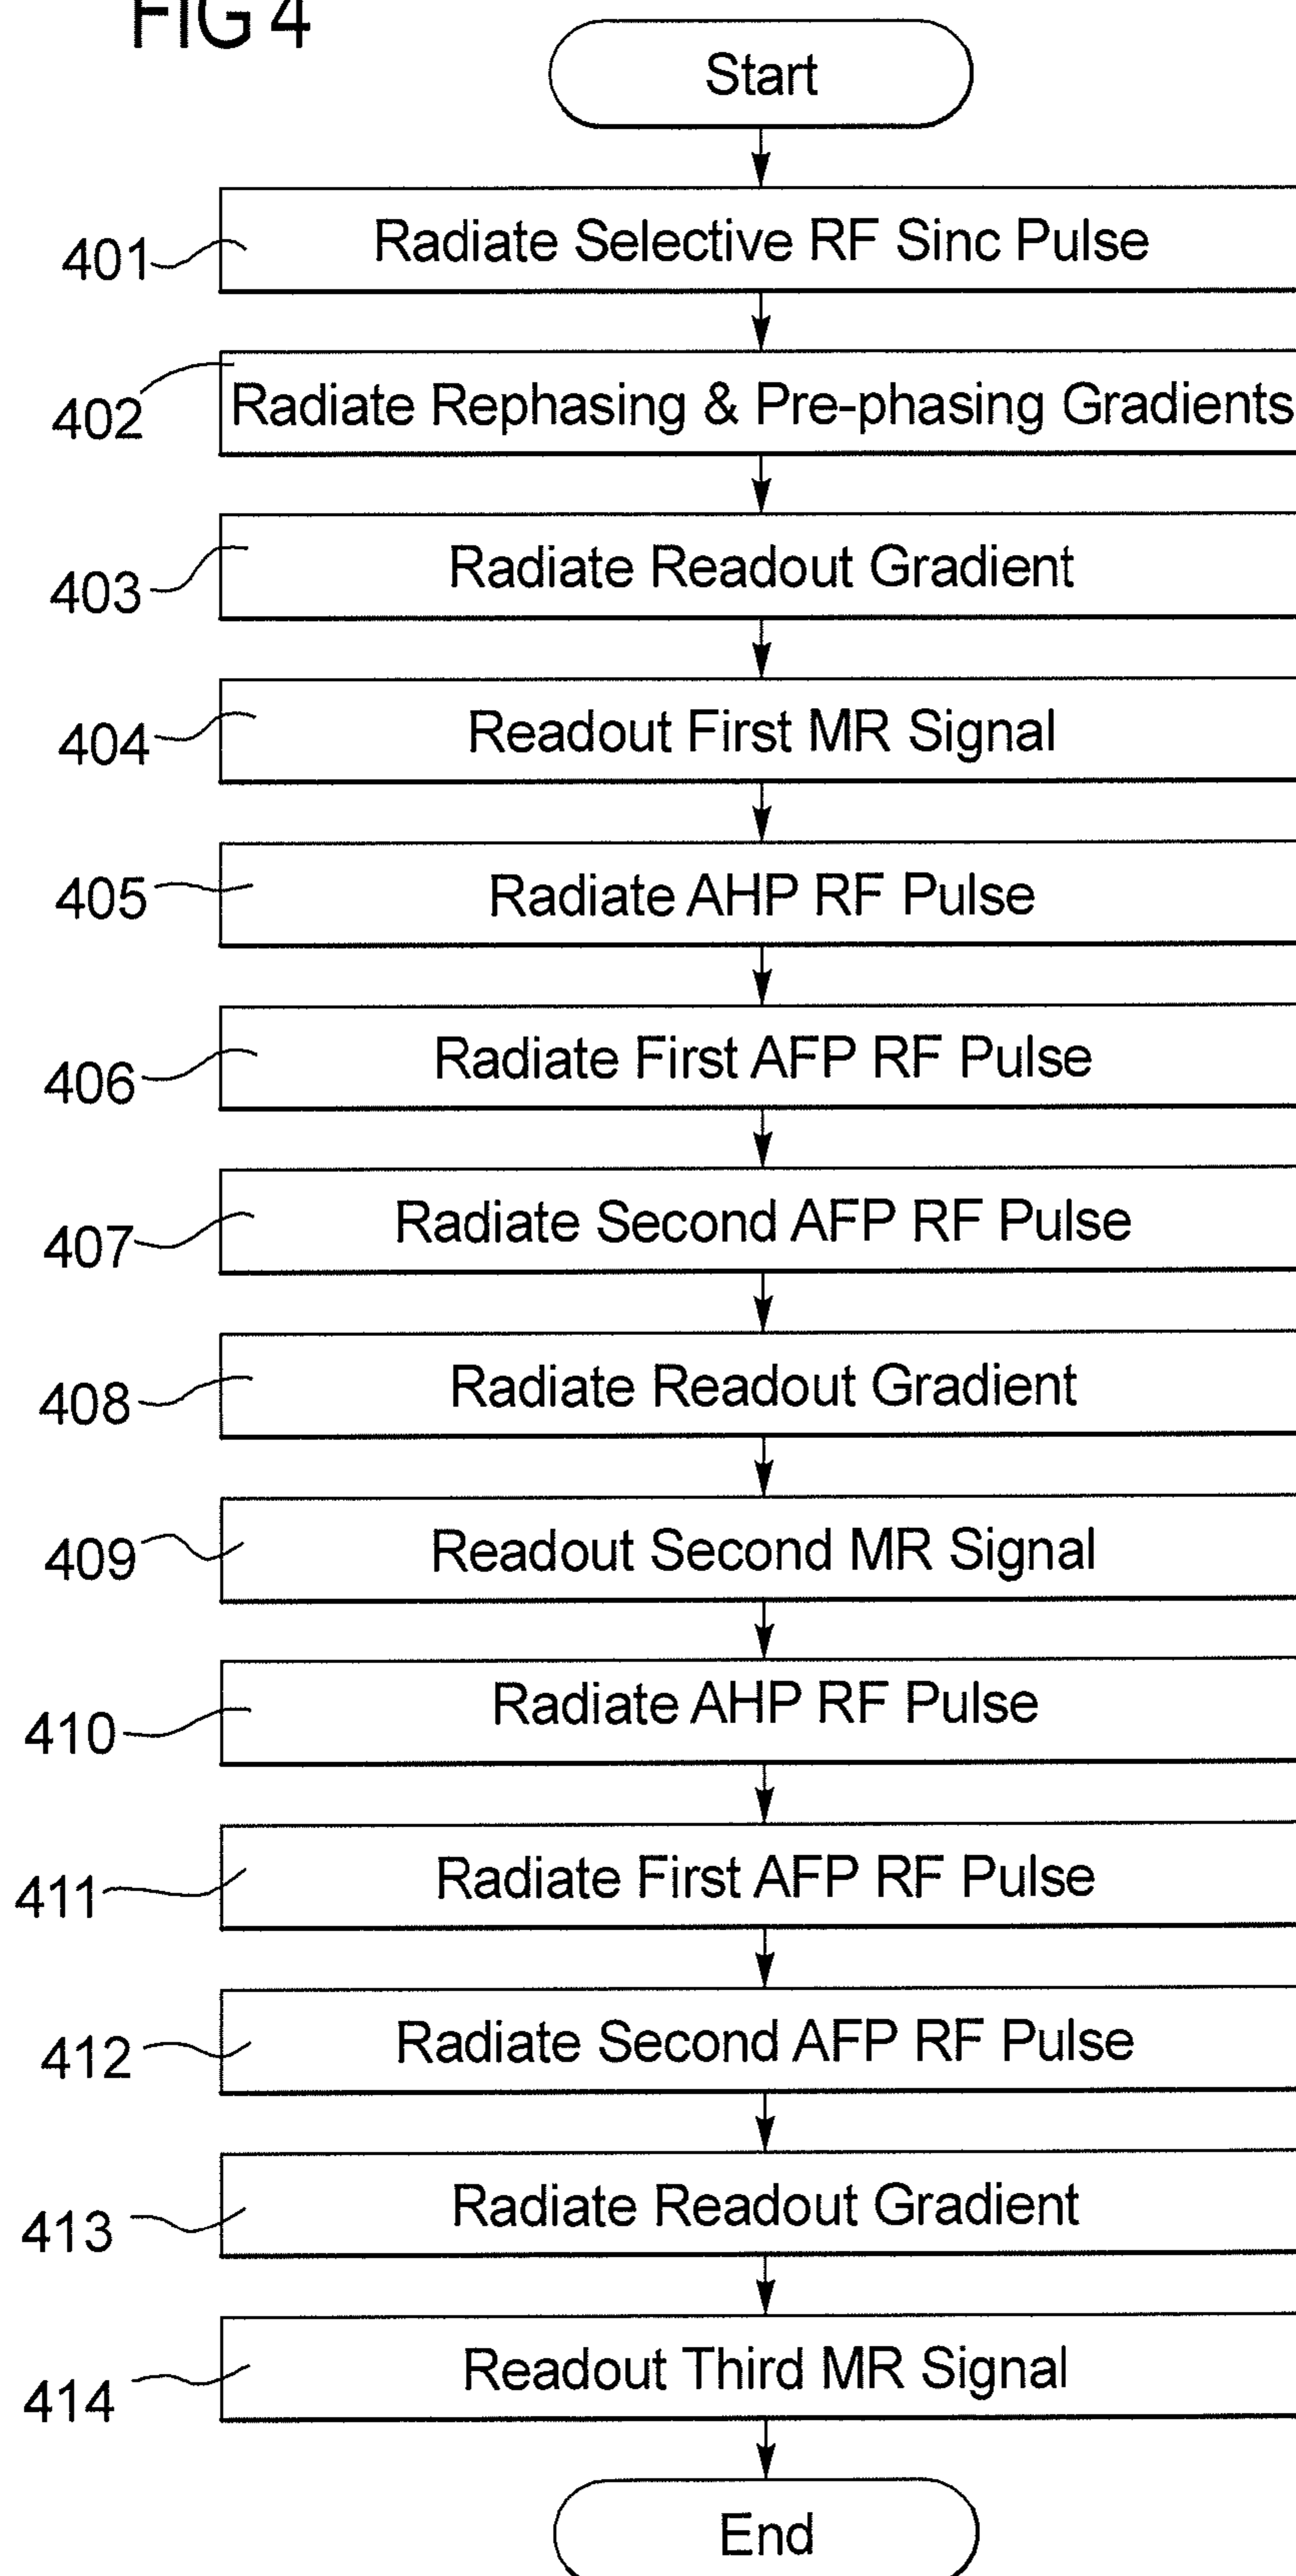 FIG 4
Start
401 Radiate Selective RF Sinc Pulse
402 Radiate Rephasing & Pre-phasing Gradients
403 Radiate Readout Gradient
404 Readout First MR Signal
405 Radiate AHP RF Pulse
406 Radiate First AFP RF Pulse
407 Radiate Second AFP RF Pulse
408 Radiate Readout Gradient
409 Readout Second MR Signal
410 Radiate AHP RF Pulse
411 Radiate First AFP RF Pulse
412 Radiate Second AFP RF Pulse
413 Radiate Readout Gradient
414 Readout Third MR Signal
End